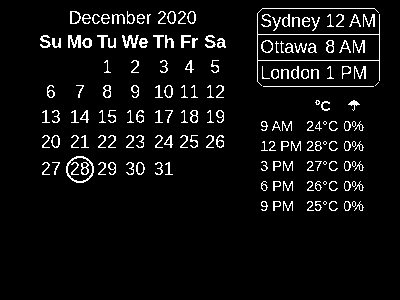 December 2020
Su Mo Tu We Th Fr Sa
1 2 3 4 5
6 7 8 9 10 11 12
13 14 15 16 17 18 19
20 21 22 23 24 25 26
27 28 29 30 31
Sydney 12 AM
Ottawa 8 AM
London 1 PM
°C ☂
9 AM 24°C 0%
12 PM 28°C 0%
3 PM 27°C 0%
6 PM 26°C 0%
9 PM 25°C 0%